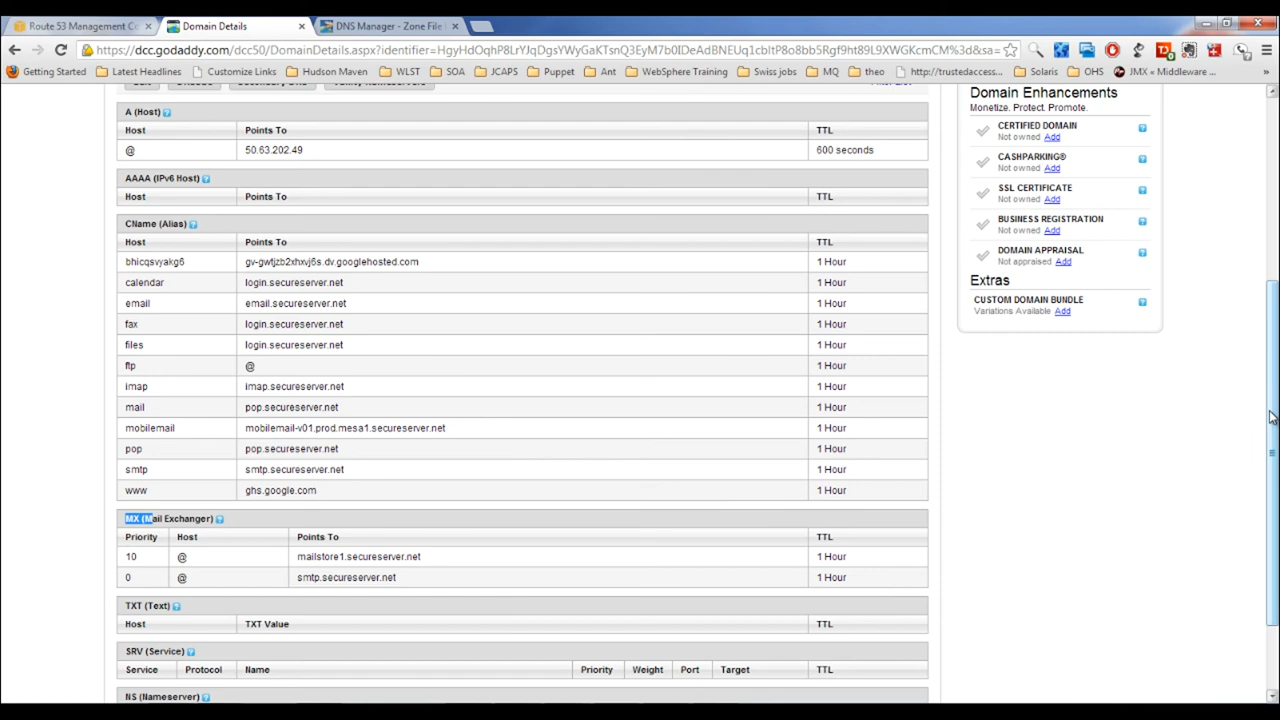 Route 53 Management Co
Domain Details
DNS Manager - Zone File
Getting Started
Latest Headlines
Customize Links
Hudson Maven
WLST
SOA
JCAPS
Puppet
Ant
WebSphere Training
Swiss jobs
MQ
theo
http://trustedaccess...
Solaris
OHS
JMX « Middleware ...
A (Host)
Host Points To TTL
@ 50.63.202.49 600 seconds
AAAA (IPv6 Host)
Host Points To TTL
CName (Alias)
Host Points To TTL
bhicqsvyakg6 gv-gwtjzb2xhxvj6s.dv.googlehosted.com 1 Hour
calendar login.secureserver.net 1 Hour
email email.secureserver.net 1 Hour
fax login.secureserver.net 1 Hour
files login.secureserver.net 1 Hour
ftp @ 1 Hour
imap imap.secureserver.net 1 Hour
mail pop.secureserver.net 1 Hour
mobilemail mobilemail-v01.prod.mesa1.secureserver.net 1 Hour
pop pop.secureserver.net 1 Hour
smtp smtp.secureserver.net 1 Hour
www ghs.google.com 1 Hour
MX (Mail Exchanger)
Priority Host Points To TTL
10 @ mailstore1.secureserver.net 1 Hour
0 @ smtp.secureserver.net 1 Hour
TXT (Text)
Host TXT Value TTL
SRV (Service)
Service Protocol Name Priority Weight Port Target TTL
NS (Nameserver)
Domain Enhancements
Monetize. Protect. Promote.
CERTIFIED DOMAIN
Not owned Add
CASHPARKING®
Not owned Add
SSL CERTIFICATE
Not owned Add
BUSINESS REGISTRATION
Not owned Add
DOMAIN APPRAISAL
Not appraised Add
Extras
CUSTOM DOMAIN BUNDLE
Variations Available Add